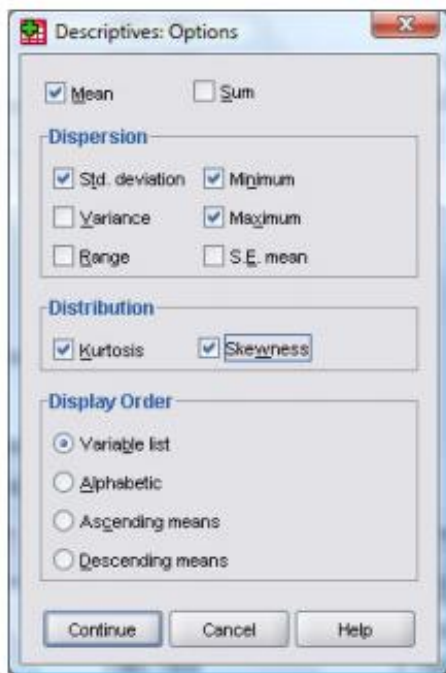 Descriptives: Options
Mean Sum
Dispersion
Std. deviation Minimum
Variance Maximum
Range S.E. mean
Distribution
Kurtosis Skewness
Display Order
Variable list
Alphabetic
Ascending means
Descending means
Continue Cancel Help